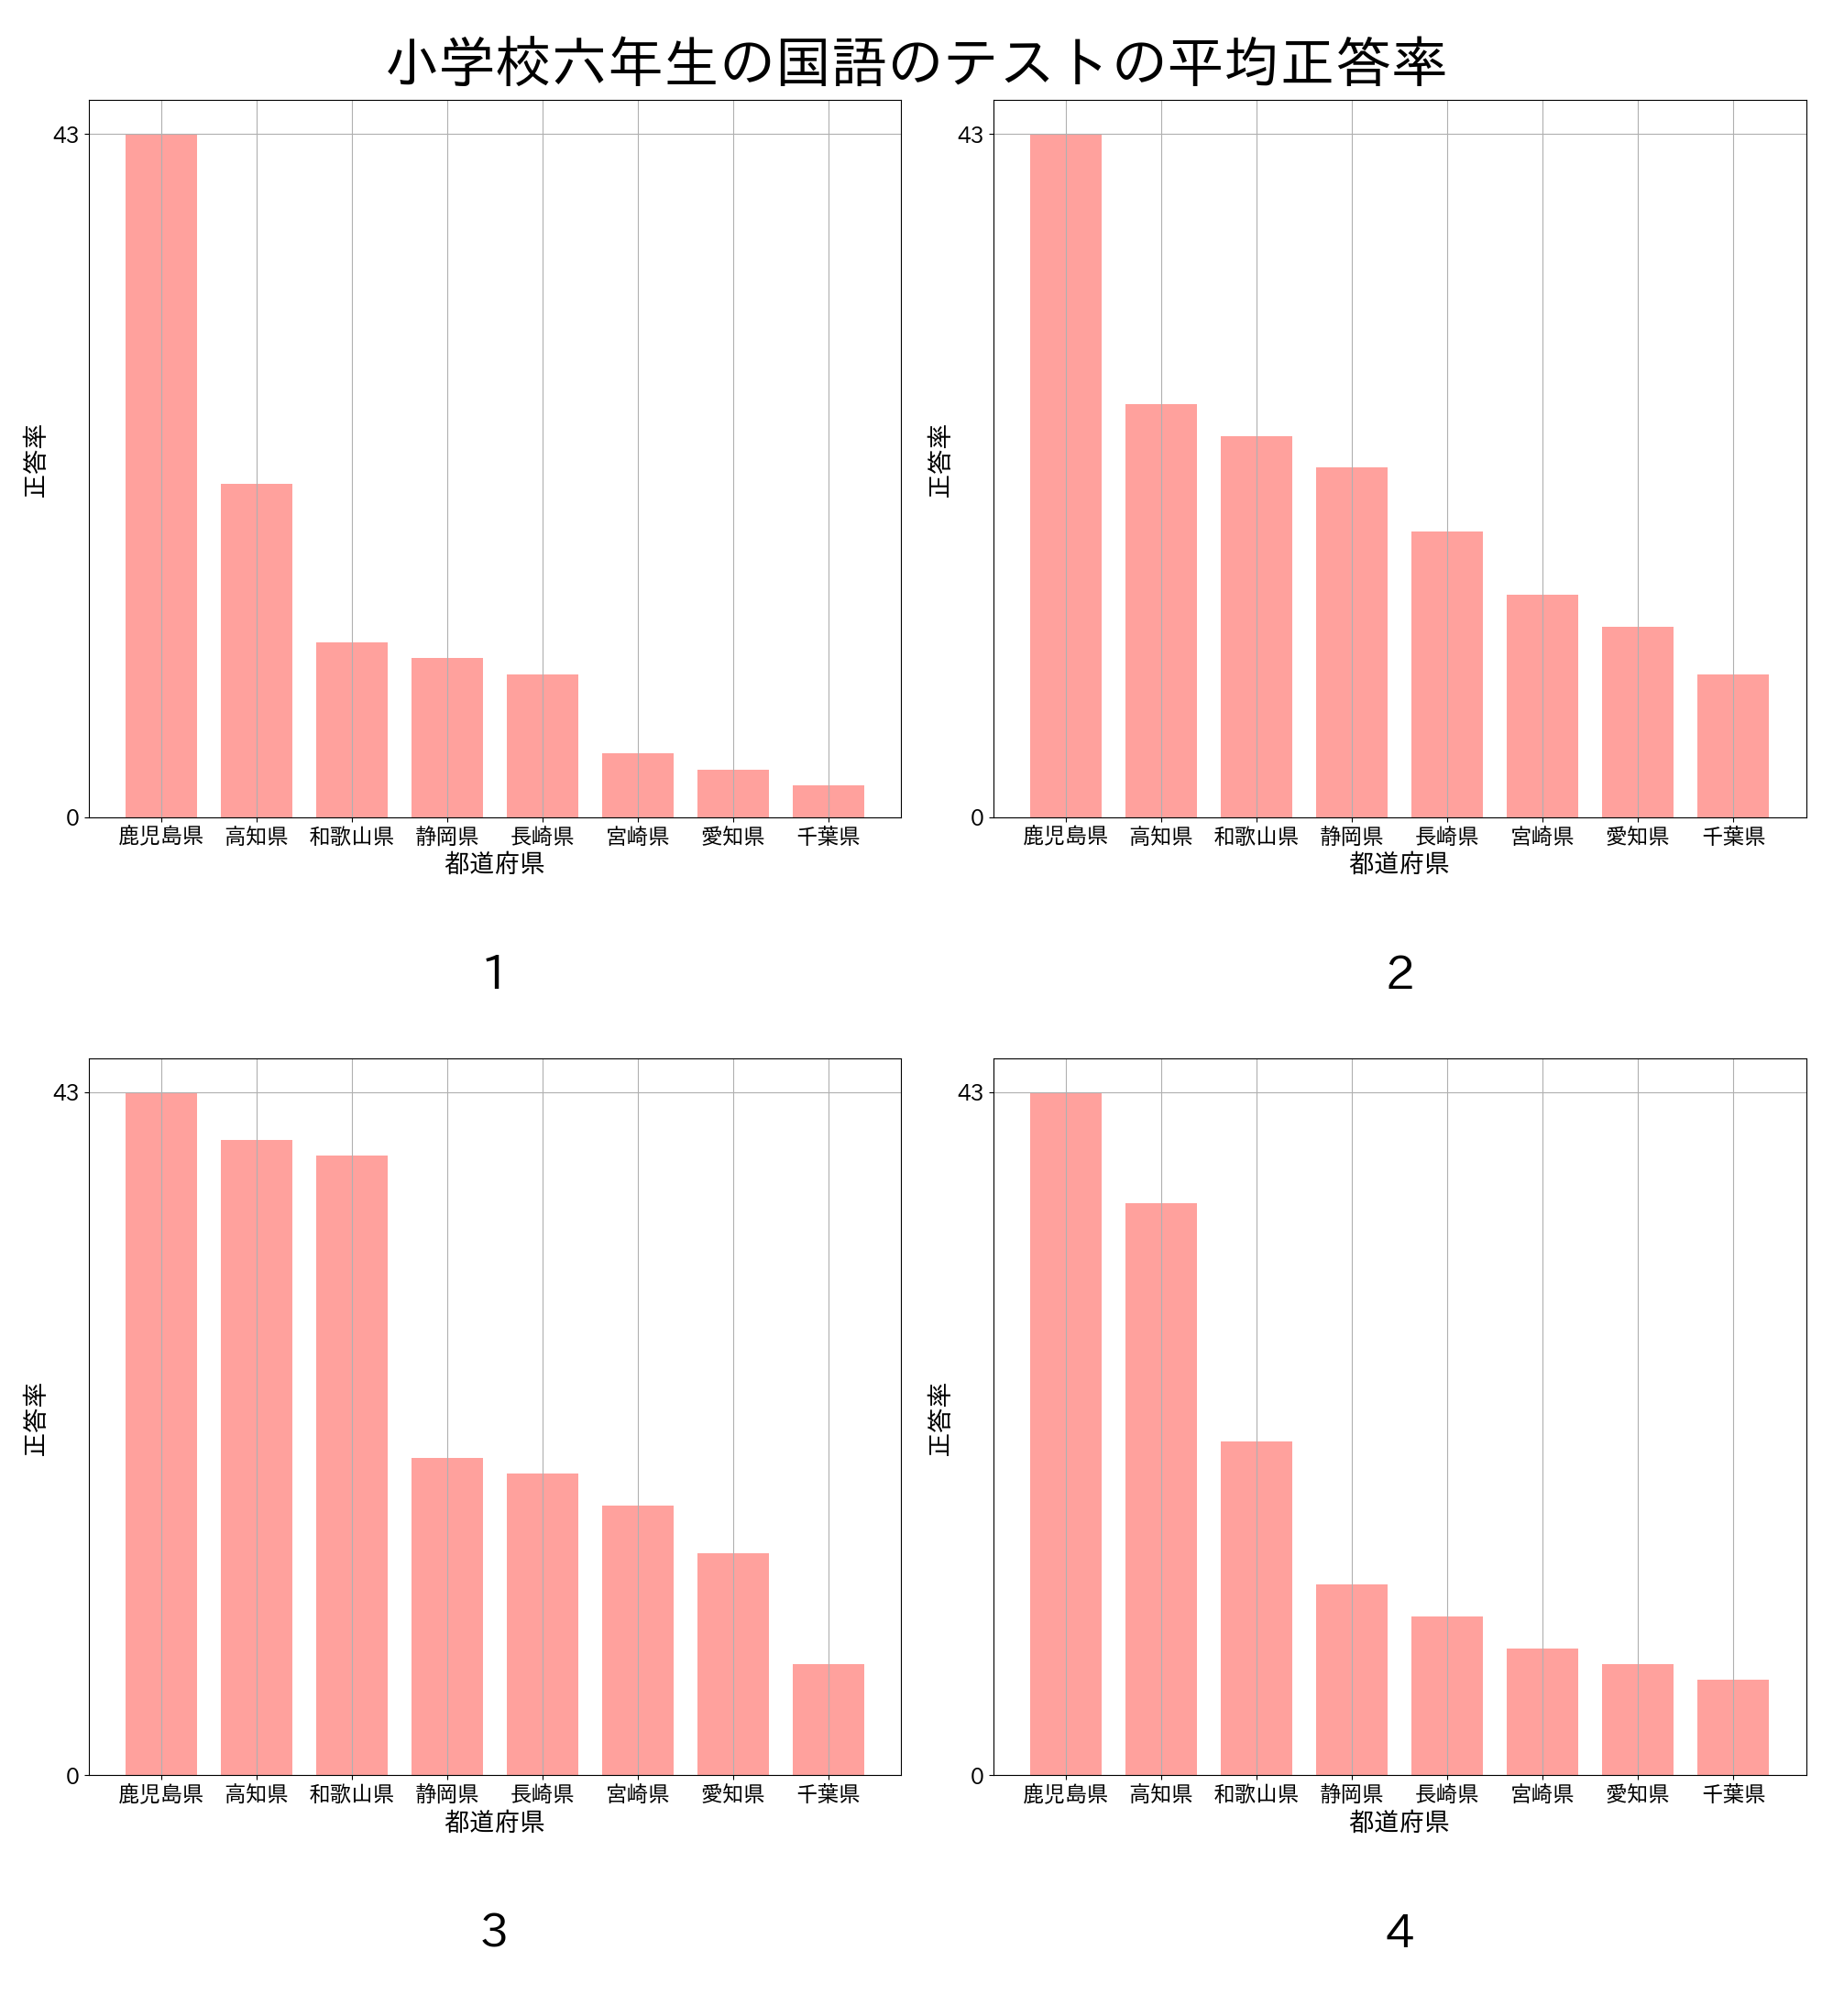 小学校六年生の国語のテストの平均正答率
43
0
正答率
鹿児島県 高知県 和歌山県 静岡県 長崎県 宮崎県 愛知県 千葉県
都道府県
1
43
0
正答率
鹿児島県 高知県 和歌山県 静岡県 長崎県 宮崎県 愛知県 千葉県
都道府県
2
43
0
正答率
鹿児島県 高知県 和歌山県 静岡県 長崎県 宮崎県 愛知県 千葉県
都道府県
3
43
0
正答率
鹿児島県 高知県 和歌山県 静岡県 長崎県 宮崎県 愛知県 千葉県
都道府県
4